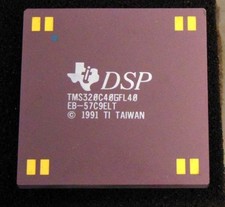 DSP
TMS320C40GFL40
EB-57C9ELT
© 1991 TI TAIWAN